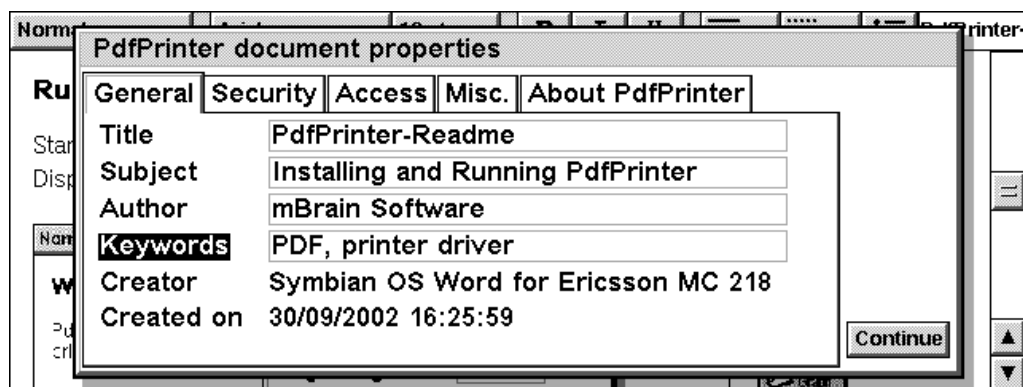 PdfPrinter document properties
General Security Access Misc. About PdfPrinter
Title PdfPrinter-Readme
Subject Installing and Running PdfPrinter
Author mBrain Software
Keywords PDF, printer driver
Creator Symbian OS Word for Ericsson MC 218
Created on 30/09/2002 16:25:59
Continue